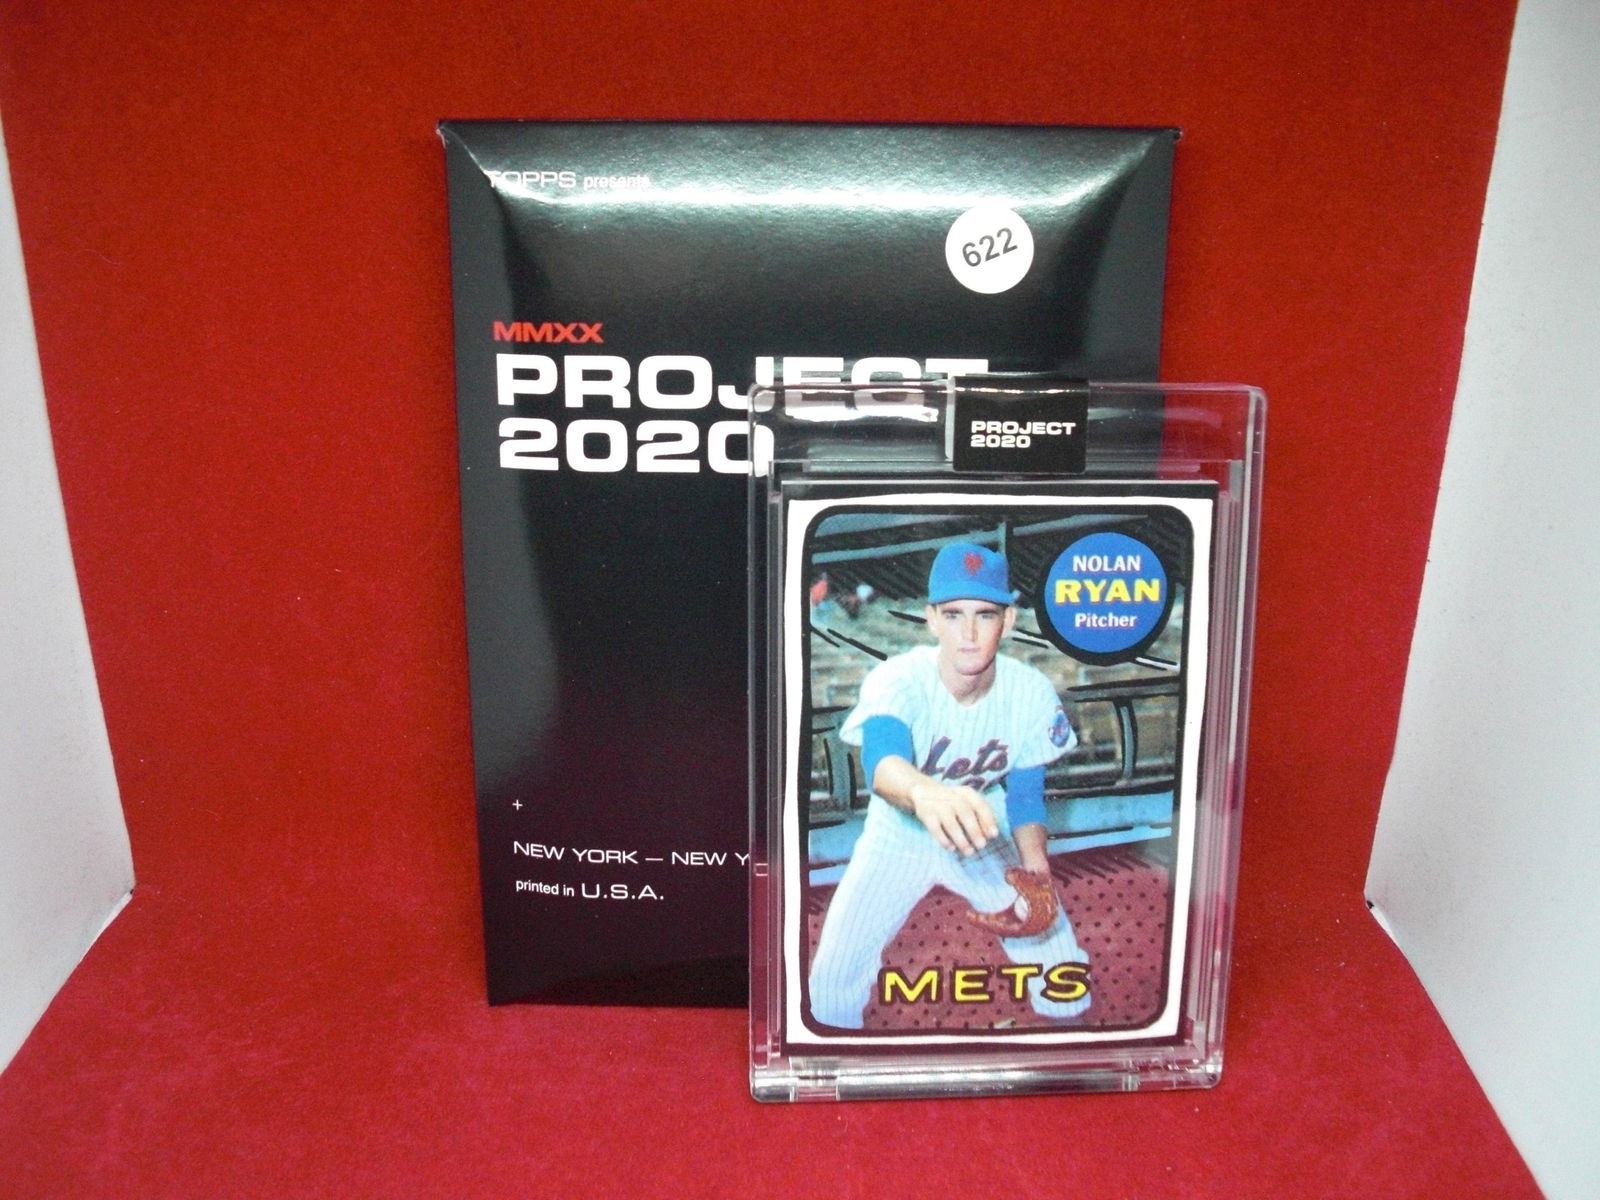 TOPPS presents
622
MMXX
PROJECT
2020
+
NEW YORK — NEW Y
printed in U.S.A.
PROJECT
2020
NOLAN
RYAN
Pitcher
Mets
METS